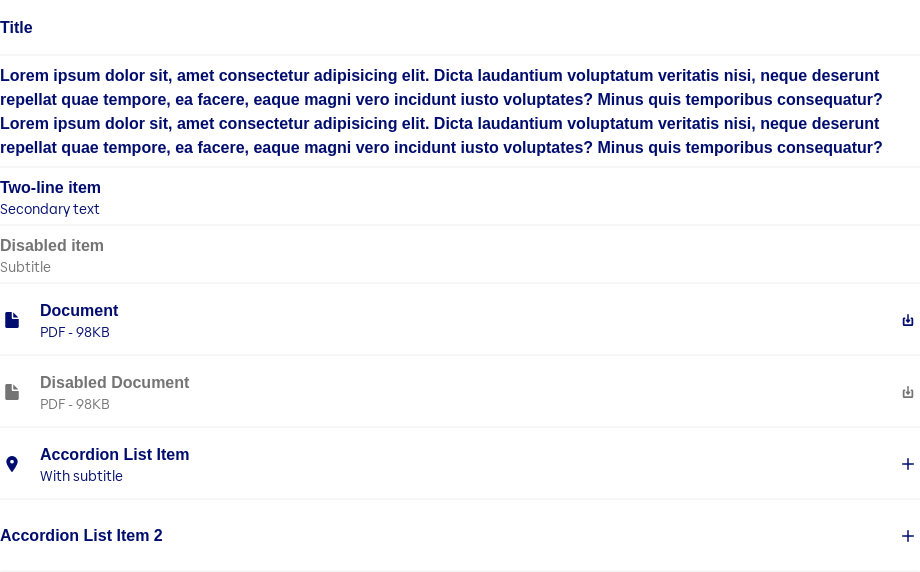 Title
Lorem ipsum dolor sit, amet consectetur adipisicing elit. Dicta laudantium voluptatum veritatis nisi, neque deserunt
repellat quae tempore, ea facere, eaque magni vero incidunt iusto voluptates? Minus quis temporibus consequatur?
Lorem ipsum dolor sit, amet consectetur adipisicing elit. Dicta laudantium voluptatum veritatis nisi, neque deserunt
repellat quae tempore, ea facere, eaque magni vero incidunt iusto voluptates? Minus quis temporibus consequatur?
Two-line item
Secondary text
Disabled item
Subtitle
Document
PDF - 98KB
Disabled Document
PDF - 98KB
Accordion List Item
With subtitle
Accordion List Item 2